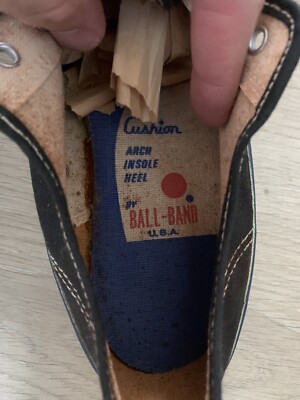 Cushion
ARCH
INSOLE
HEEL
BY
BALL-BAND
U.S.A.